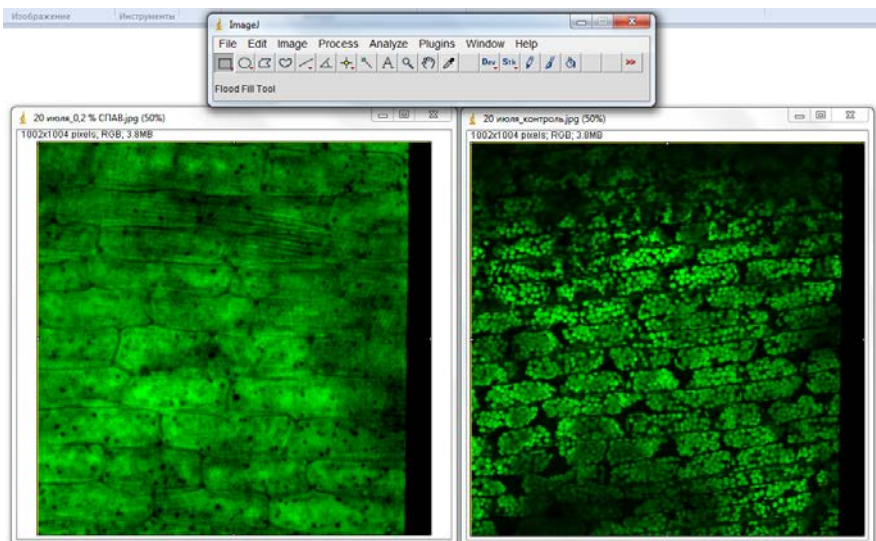 Изображение Инструменты
ImageJ
File Edit Image Process Analyze Plugins Window Help
Dev Stk >>
Flood Fill Tool
20 июля_0,2 % СПАВ.jpg (50%)
1002x1004 pixels; RGB; 3.8MB
20 июля_контроль.jpg (50%)
1002x1004 pixels; RGB; 3.8MB